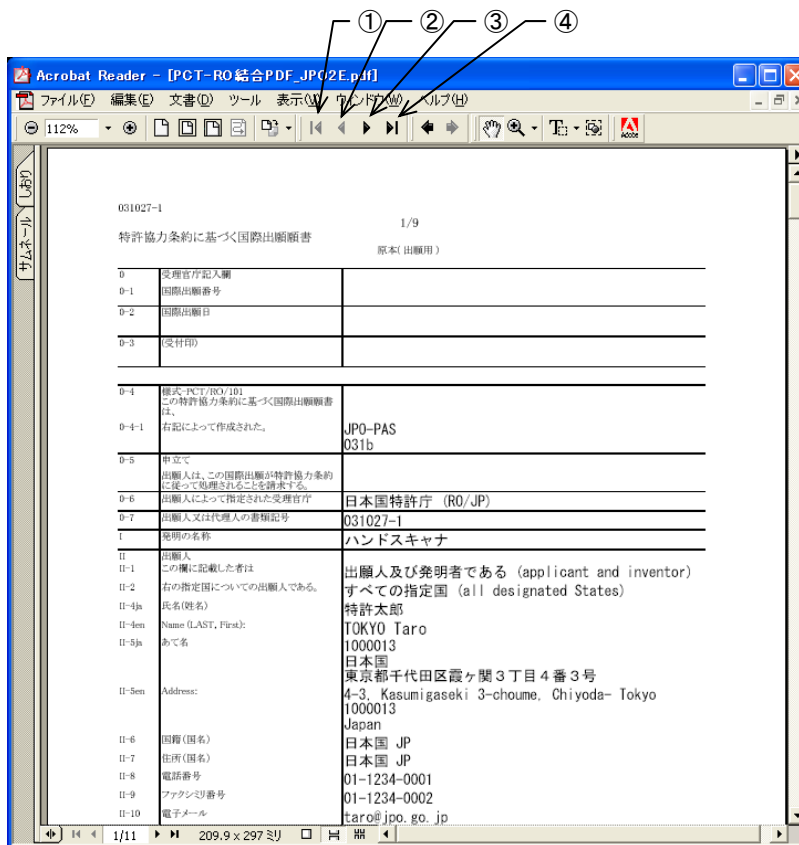 ① ② ③ ④
Acrobat Reader - [PCT-RO結合PDF_JPO2E.pdf]
ファイル(F) 編集(E) 文書(D) ツール 表示(V) ウィンドウ(W) ヘルプ(H)
112%
しおり
サムネール
031027-1
1/9
特許協力条約に基づく国際出願願書
原本(出願用)
0 受理官庁記入欄
0-1 国際出願番号
0-2 国際出願日
0-3 (受付印)
0-4 様式-PCT/RO/101
この特許協力条約に基づく国際出願願書
は、
0-4-1 右記によって作成された。 JPO-PAS
031b
0-5 申立て
出願人は、この国際出願が特許協力条約
に従って処理されることを請求する。
0-6 出願人によって指定された受理官庁 日本国特許庁 (RO/JP)
0-7 出願人又は代理人の書類記号 031027-1
I 発明の名称 ハンドスキャナ
II 出願人
II-1 この欄に記載した者は 出願人及び発明者である (applicant and inventor)
II-2 右の指定国についての出願人である。 すべての指定国 (all designated States)
II-4ja 氏名(姓名) 特許太郎
II-4en Name (LAST, First): TOKYO Taro
II-5ja あて名 1000013
日本国
東京都千代田区霞ヶ関3丁目4番3号
II-5en Address: 4-3, Kasumigaseki 3-choume, Chiyoda- Tokyo
1000013
Japan
II-6 国籍(国名) 日本国 JP
II-7 住所(国名) 日本国 JP
II-8 電話番号 01-1234-0001
II-9 ファクシミリ番号 01-1234-0002
II-10 電子メール taro@jpo.go.jp
1/11 209.9 x 297 ミリ